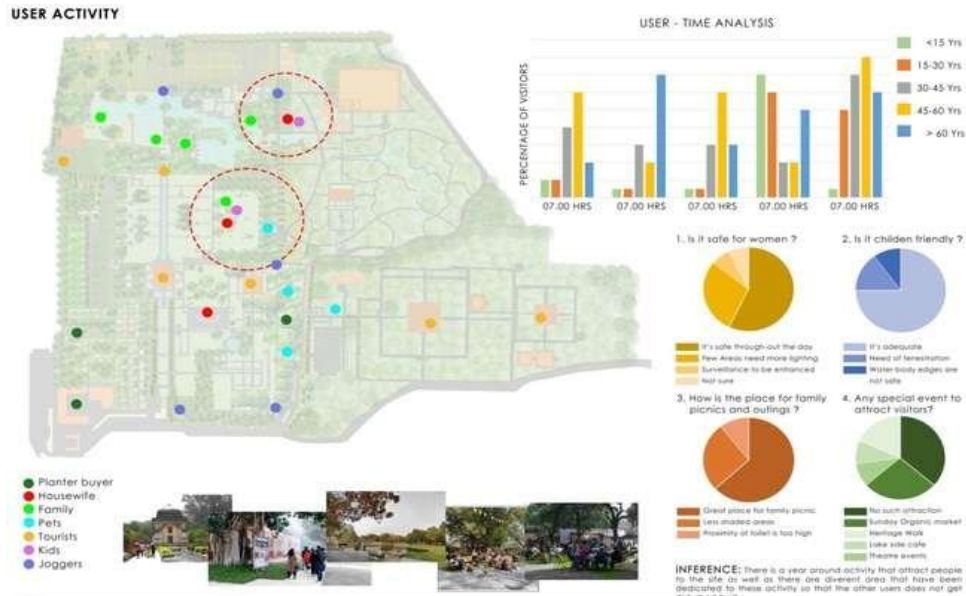 USER ACTIVITY
USER - TIME ANALYSIS
PERCENTAGE OF VISITORS
<15 Yrs
15-30 Yrs
30-45 Yrs
45-60 Yrs
> 60 Yrs
07.00 HRS
07.00 HRS
07.00 HRS
07.00 HRS
07.00 HRS
1. Is it safe for women ?
It's safe through-out the day
Few Areas need more lighting
Surveillance to be enhanced
Not sure
2. Is it childen friendly ?
It's adequate
Need of fenestration
Water body edges are
not safe
3. How is the place for family
picnics and outings ?
Great place for family picnic
Less shaded areas
Proximity of toilet is too high
4. Any special event to
attract visitors?
No such attraction
Sunday Organic market
Heritage Walk
Lake side cafe
Theatre events
Planter buyer
Housewife
Family
Pets
Tourists
Kids
Joggers
INFERENCE: There is a year around activity that attract people
to the site as well as there are diverent area that have been
dedicated to these activity so that the other users does not get